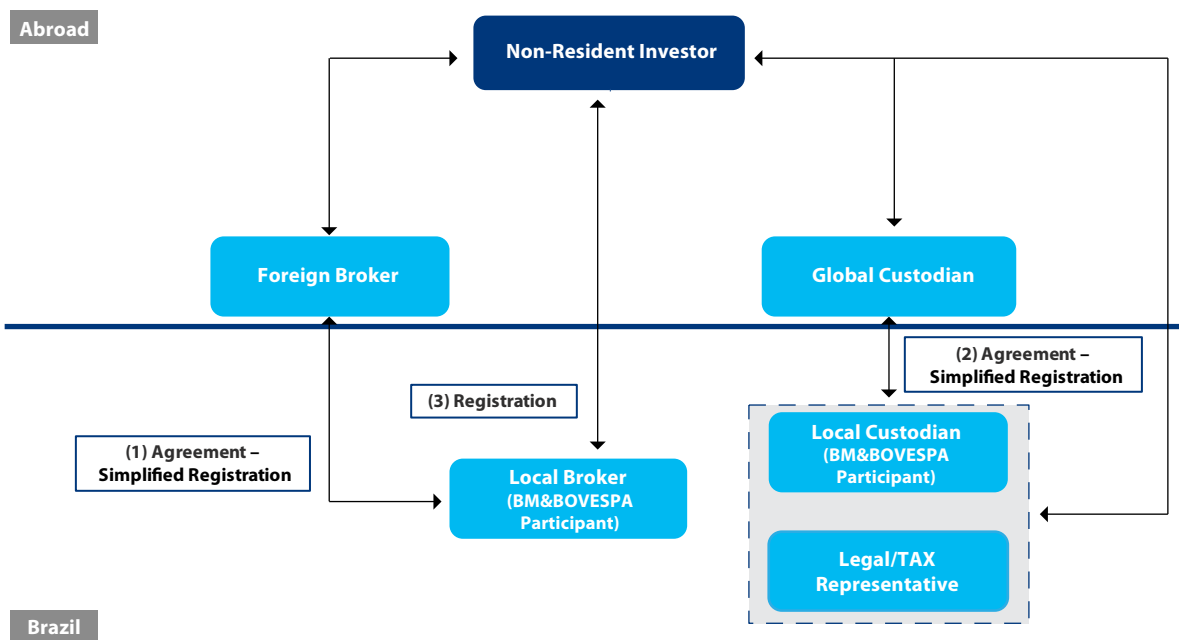 Abroad
Non-Resident Investor
Foreign Broker
Global Custodian
(2) Agreement –
Simplified Registration
(3) Registration
(1) Agreement –
Simplified Registration
Local Broker
(BM&BOVESPA
Participant)
Local Custodian
(BM&BOVESPA
Participant)
Legal/TAX
Representative
Brazil